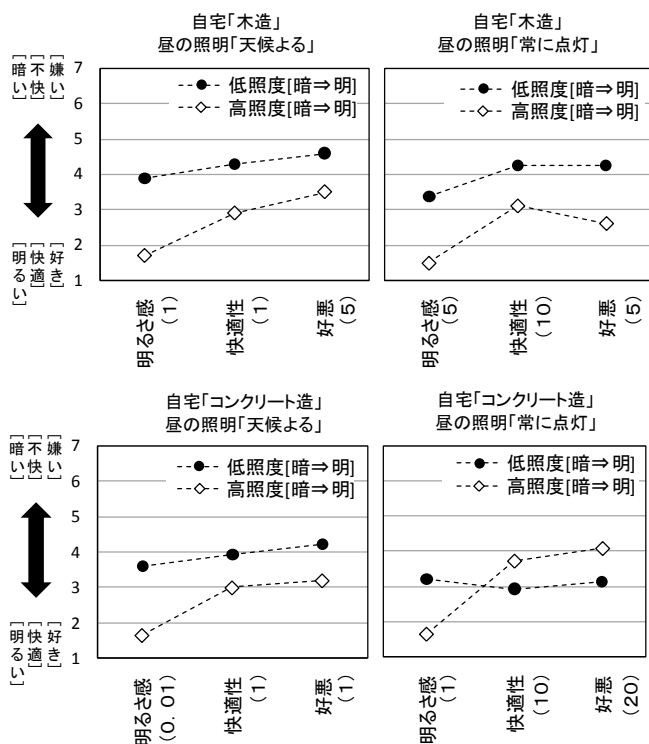 自宅「木造」
昼の照明「天候よる」
[嫌い]
[不快]
[暗い]
[好き]
[快適]
[明るい]
7
6
5
4
3
2
1
低照度[暗⇒明]
高照度[暗⇒明]
明るさ感
(1)
快適性
(1)
好悪
(5)
自宅「木造」
昼の照明「常に点灯」
低照度[暗⇒明]
高照度[暗⇒明]
明るさ感
(5)
快適性
(10)
好悪
(5)
自宅「コンクリート造」
昼の照明「天候よる」
[嫌い]
[不快]
[暗い]
[好き]
[快適]
[明るい]
7
6
5
4
3
2
1
低照度[暗⇒明]
高照度[暗⇒明]
明るさ感
(0.01)
快適性
(1)
好悪
(1)
自宅「コンクリート造」
昼の照明「常に点灯」
低照度[暗⇒明]
高照度[暗⇒明]
明るさ感
(1)
快適性
(10)
好悪
(20)